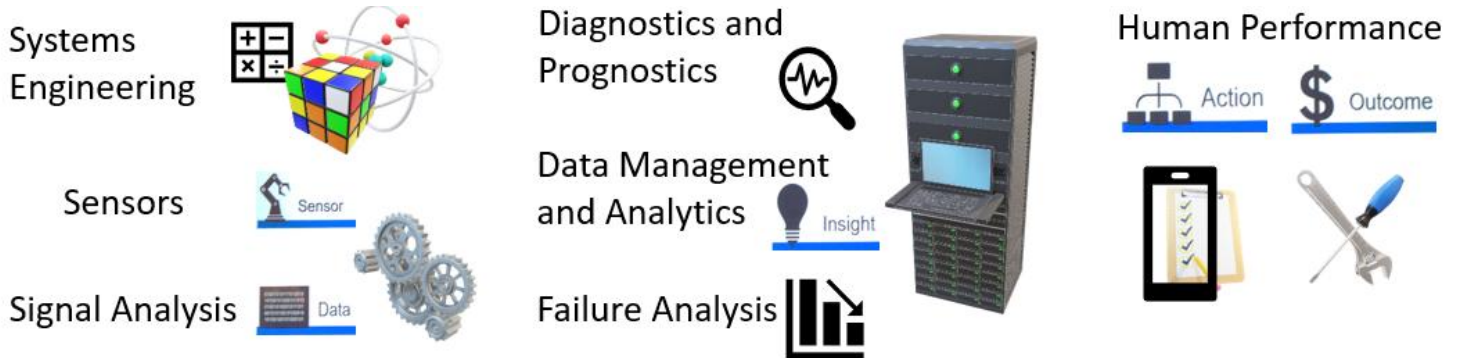 Systems
Engineering
Sensors
Sensor
Signal Analysis
Data
Diagnostics and
Prognostics
Data Management
and Analytics
Insight
Failure Analysis
Human Performance
Action
Outcome